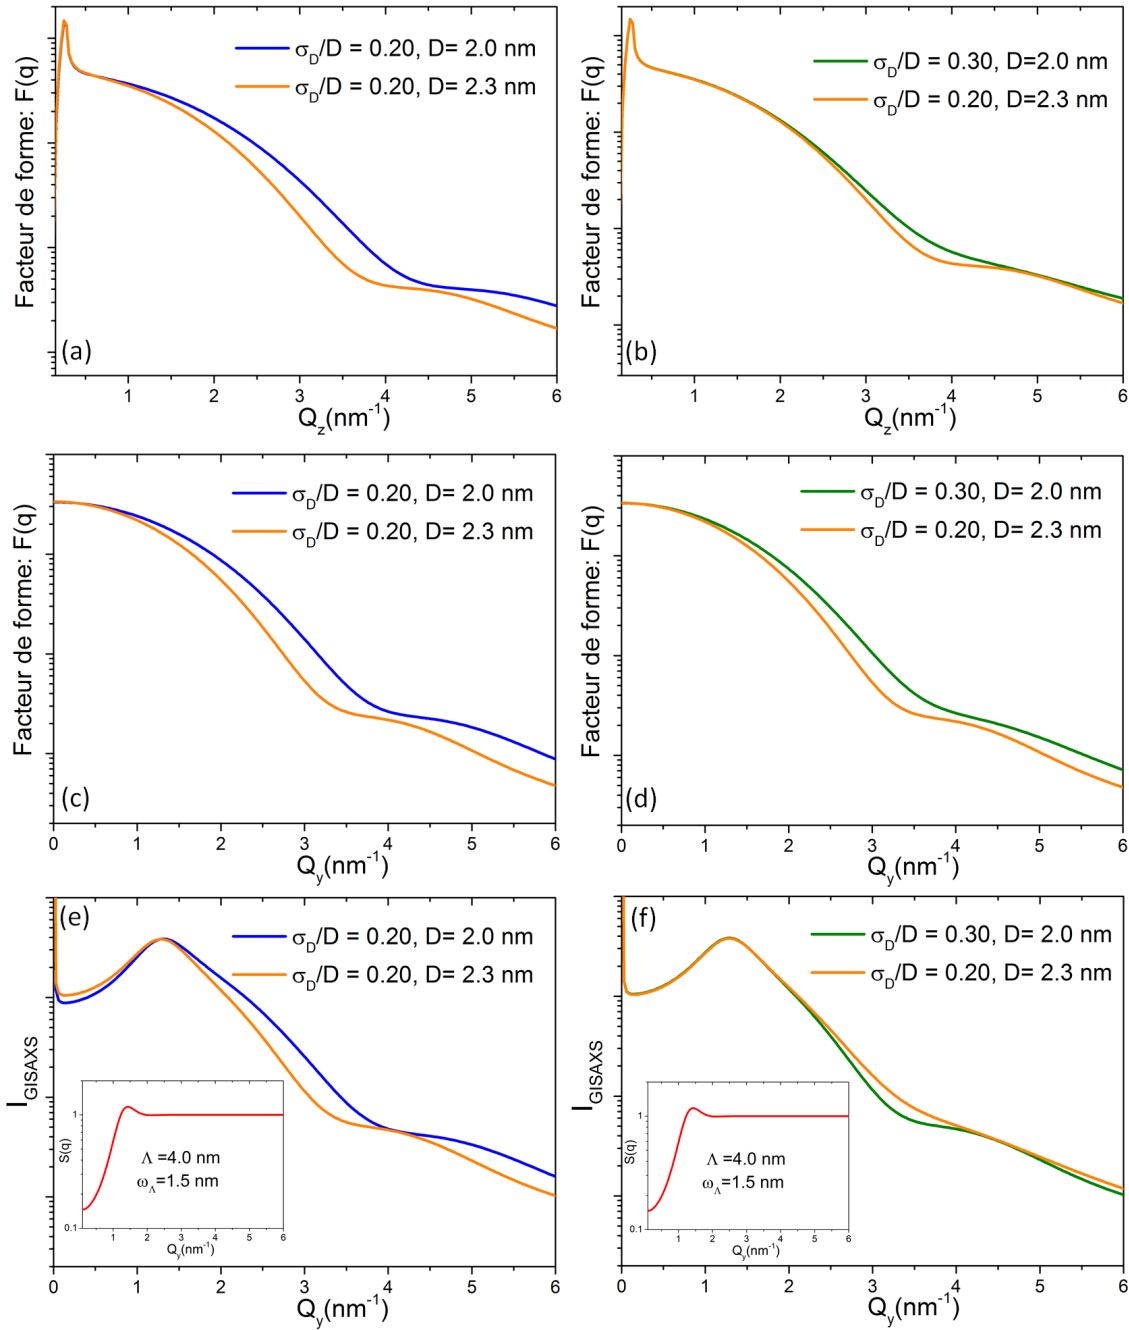 Facteur de forme: F(q)
σD/D = 0.20, D= 2.0 nm
σD/D = 0.20, D= 2.3 nm
(a)
1 2 3 4 5 6
Qz(nm-1)
Facteur de forme: F(q)
σD/D = 0.30, D=2.0 nm
σD/D = 0.20, D=2.3 nm
(b)
1 2 3 4 5 6
Qz(nm-1)
Facteur de forme: F(q)
σD/D = 0.20, D= 2.0 nm
σD/D = 0.20, D= 2.3 nm
(c)
0 1 2 3 4 5 6
Qy(nm-1)
Facteur de forme: F(q)
σD/D = 0.30, D= 2.0 nm
σD/D = 0.20, D= 2.3 nm
(d)
0 1 2 3 4 5 6
Qy(nm-1)
(e)
σD/D = 0.20, D= 2.0 nm
σD/D = 0.20, D= 2.3 nm
IGISAXS
1
S(q)
Λ =4.0 nm
ωΛ=1.5 nm
0.1
1 2 3 4 5 6
Qy(nm-1)
0 1 2 3 4 5 6
Qy(nm-1)
(f)
σD/D = 0.30, D= 2.0 nm
σD/D = 0.20, D= 2.3 nm
IGISAXS
1
S(q)
Λ =4.0 nm
ωΛ=1.5 nm
0.1
1 2 3 4 5 6
Qy(nm-1)
0 1 2 3 4 5 6
Qy(nm-1)